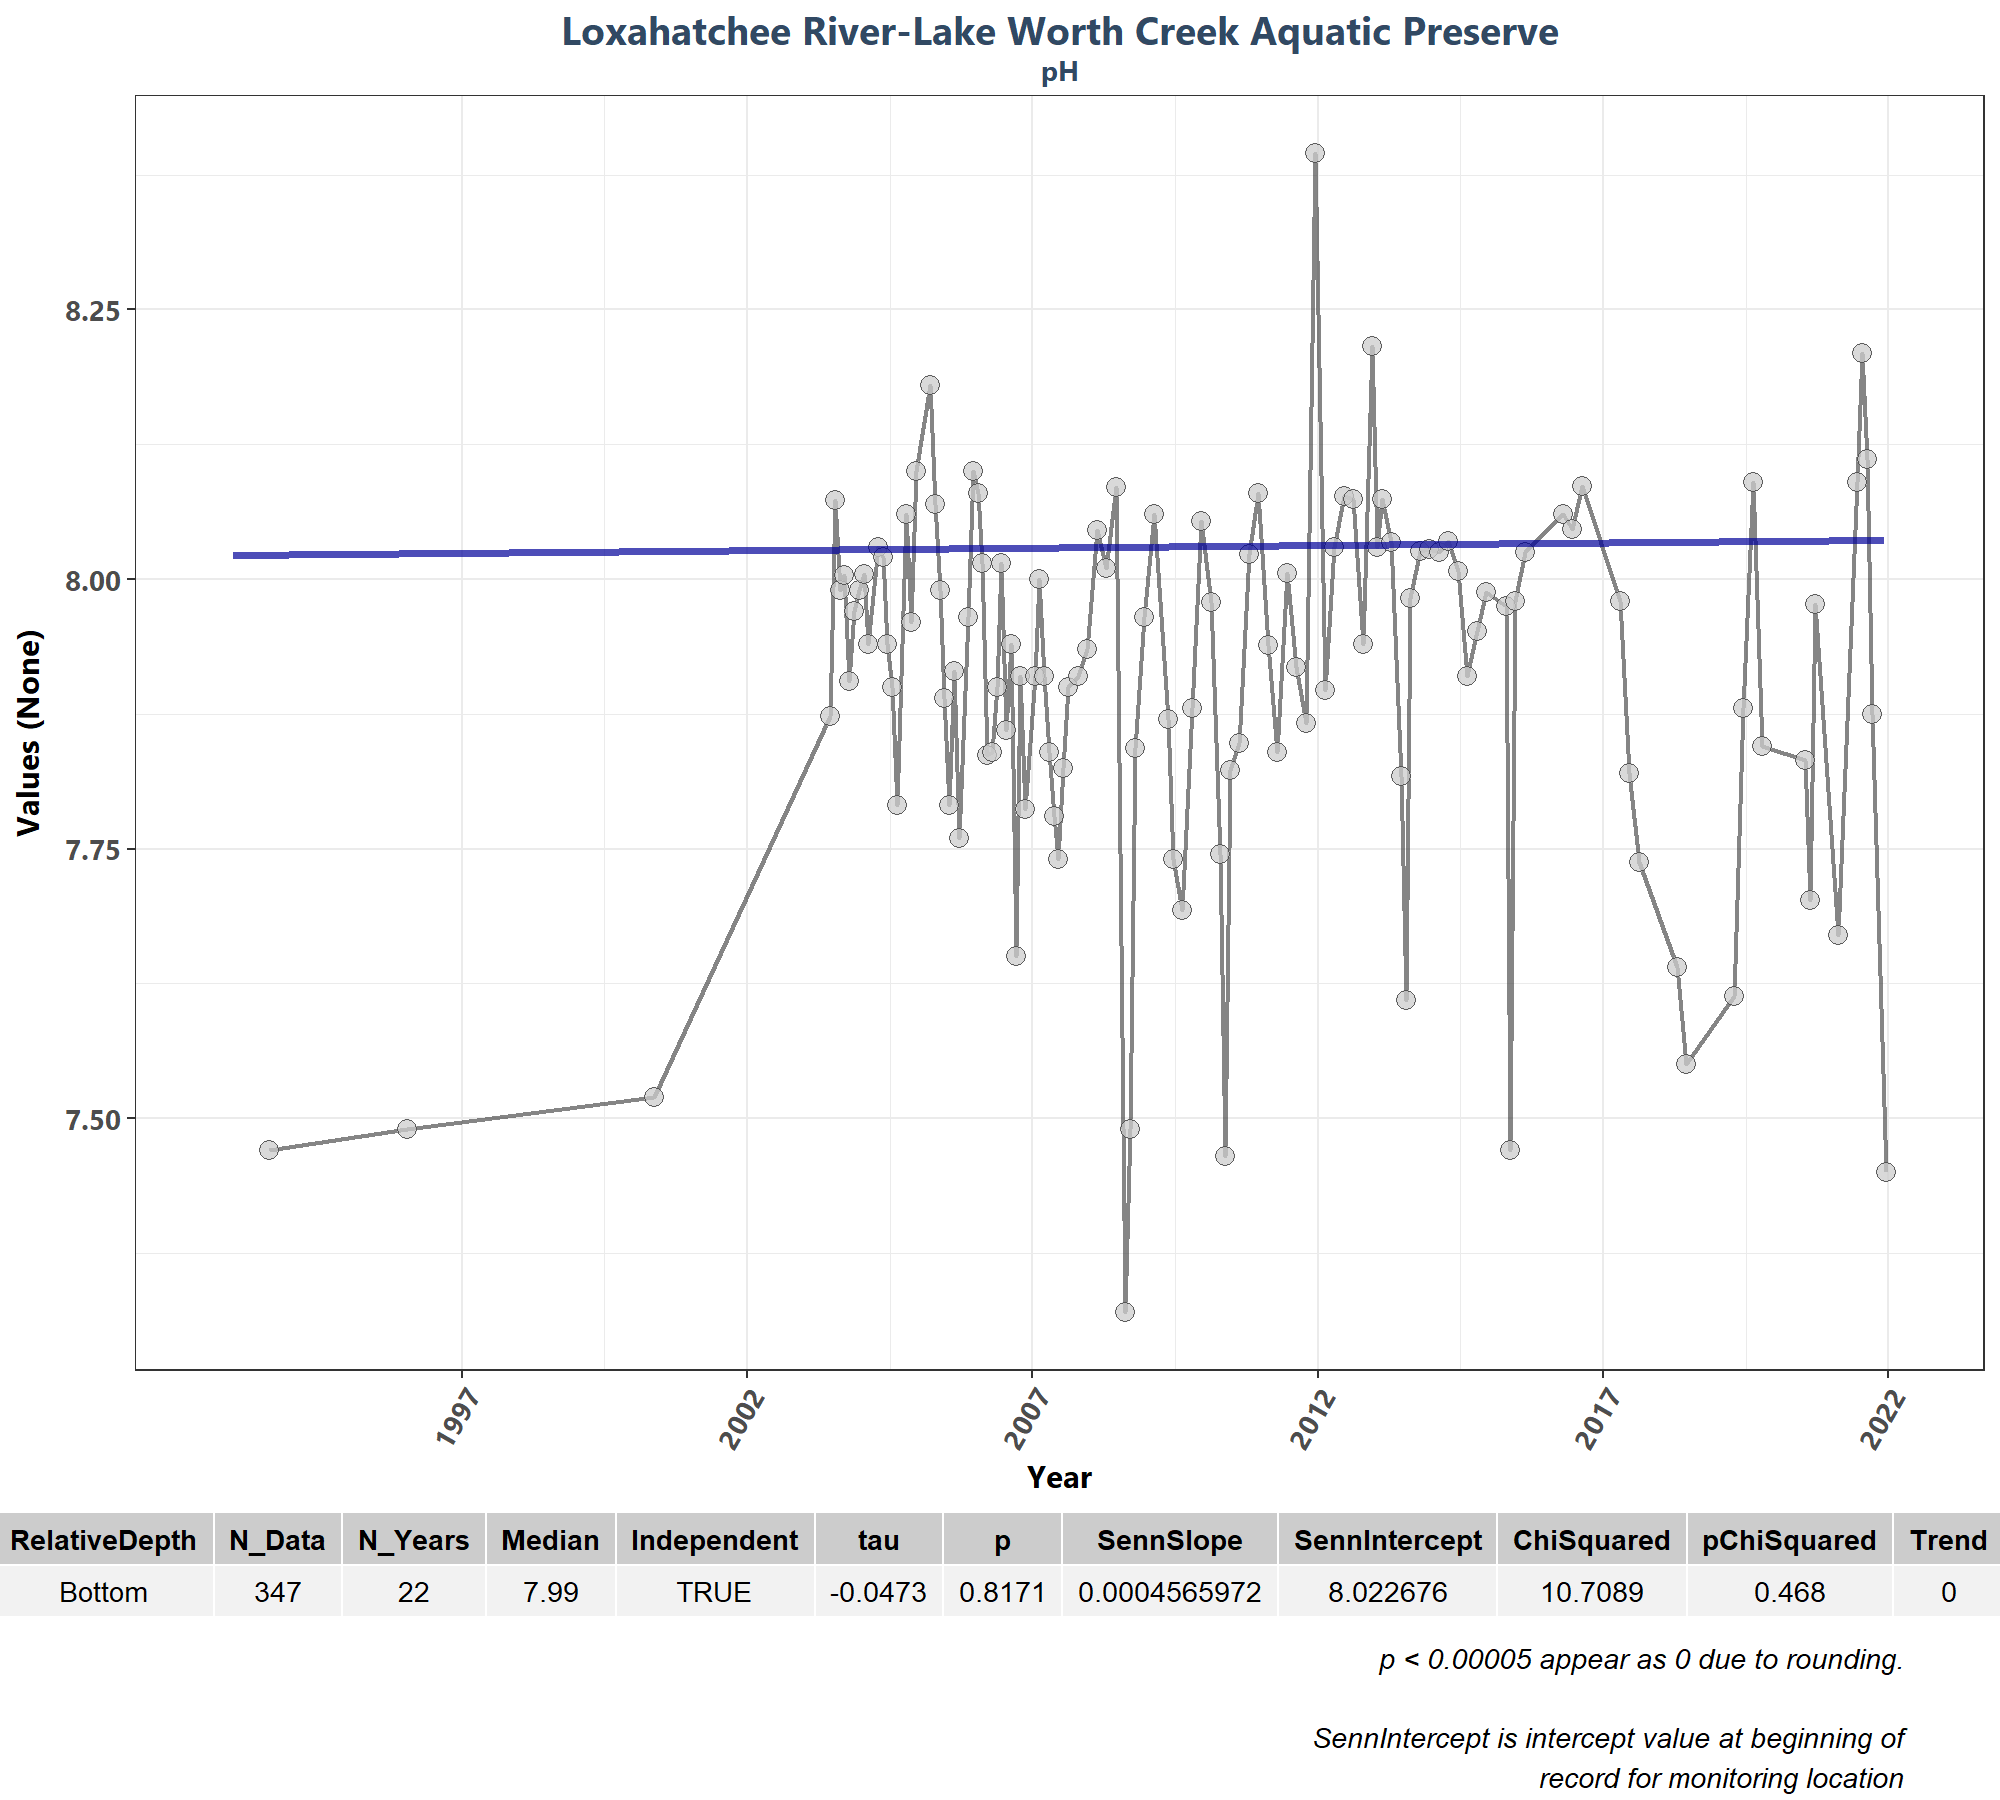 Loxahatchee River-Lake Worth Creek Aquatic Preserve
pH
8.25
8.00
7.75
7.50
Values (None)
1997
2002
2007
2012
2017
2022
Year
RelativeDepth N_Data N_Years Median Independent tau p SennSlope SennIntercept ChiSquared pChiSquared Trend
Bottom 347 22 7.99 TRUE -0.0473 0.8171 0.0004565972 8.022676 10.7089 0.468 0
p < 0.00005 appear as 0 due to rounding.
SennIntercept is intercept value at beginning of
record for monitoring location